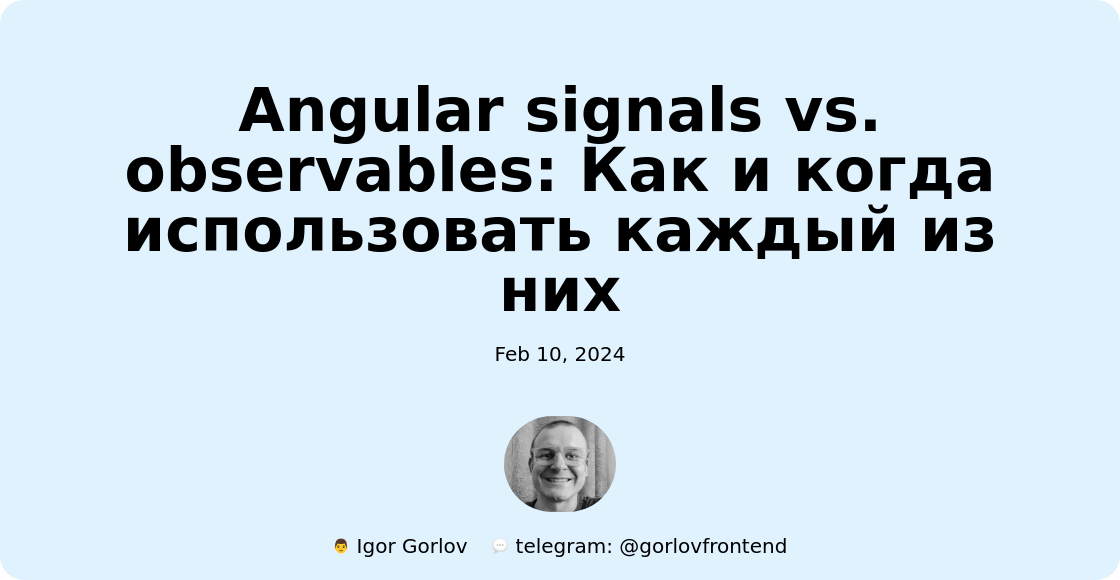 Angular signals vs.
observables: Как и когда
использовать каждый из
них
Feb 10, 2024
Igor Gorlov telegram: @gorlovfrontend